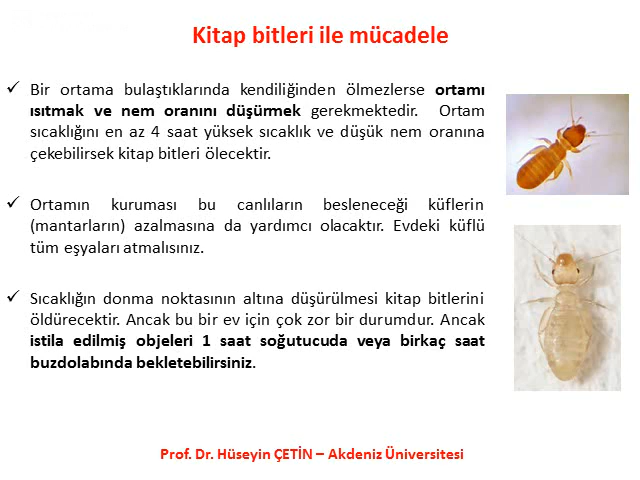 Kitap bitleri ile mücadele
✓ Bir ortama bulaştıklarında kendiliğinden ölmezlerse ortamı
ısıtmak ve nem oranını düşürmek gerekmektedir. Ortam
sıcaklığını en az 4 saat yüksek sıcaklık ve düşük nem oranına
çekebilirsek kitap bitleri ölecektir.
✓ Ortamın kuruması bu canlıların besleneceği küflerin
(mantarların) azalmasına da yardımcı olacaktır. Evdeki küflü
tüm eşyaları atmalısınız.
✓ Sıcaklığın donma noktasının altına düşürülmesi kitap bitlerini
öldürecektir. Ancak bu bir ev için çok zor bir durumdur. Ancak
istila edilmiş objeleri 1 saat soğutucuda veya birkaç saat
buzdolabında bekletebilirsiniz.
Prof. Dr. Hüseyin ÇETİN – Akdeniz Üniversitesi